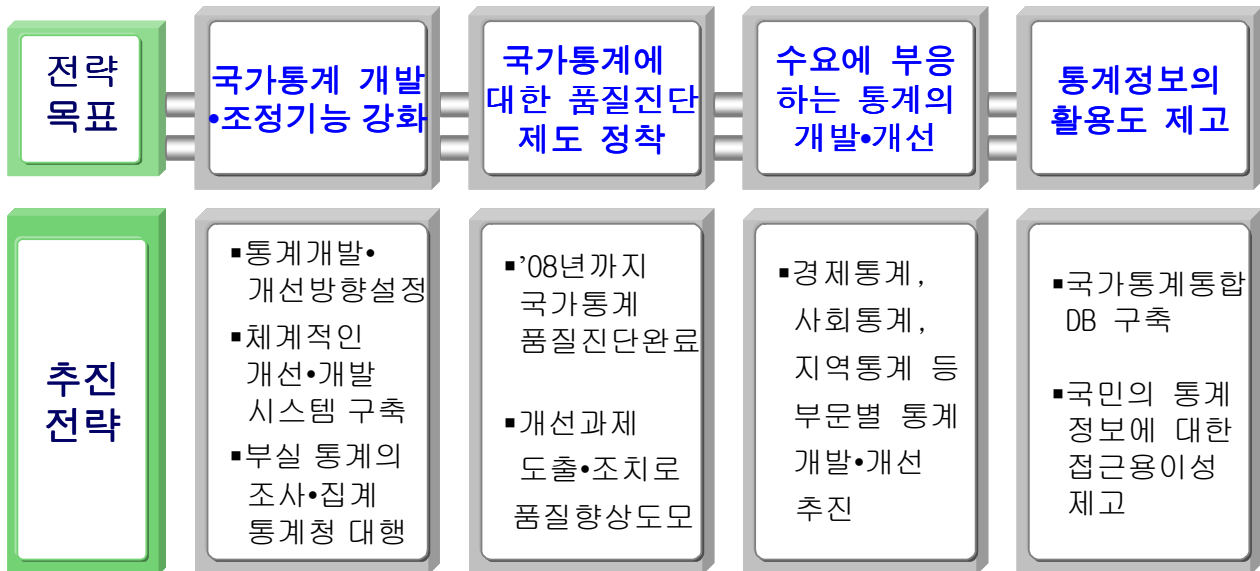 전략
목표
국가통계 개발
•조정기능 강화
국가통계에
대한 품질진단
제도 정착
수요에 부응
하는 통계의
개발•개선
통계정보의
활용도 제고
추진
전략
▪통계개발•
개선방향설정
▪체계적인
개선•개발
시스템 구축
▪부실 통계의
조사•집계
통계청 대행
▪’08년까지
국가통계
품질진단완료
▪개선과제
도출•조치로
품질향상도모
▪경제통계,
사회통계,
지역통계 등
부문별 통계
개발•개선
추진
▪국가통계통합
DB 구축
▪국민의 통계
정보에 대한
접근용이성
제고